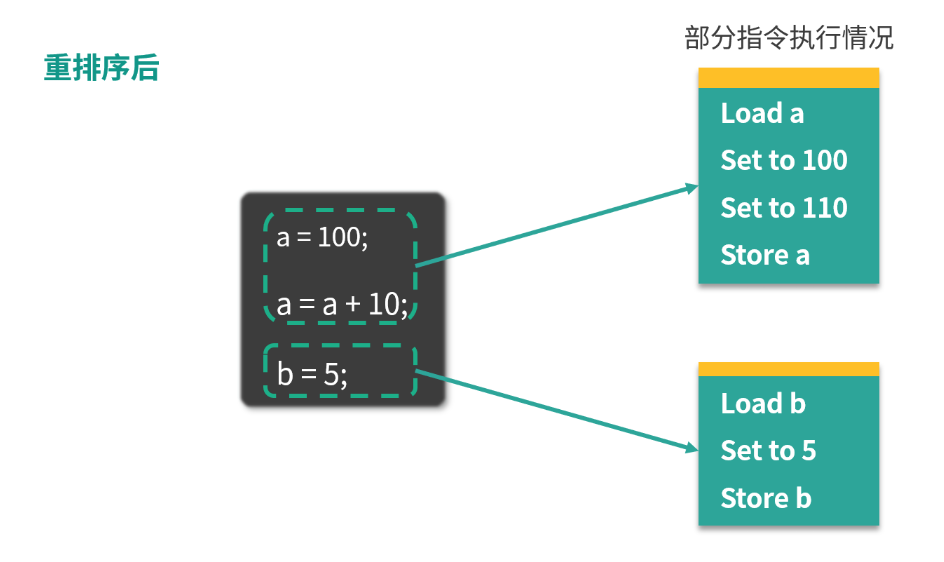 重排序后
部分指令执行情况
a = 100;
a = a + 10;
b = 5;
Load a
Set to 100
Set to 110
Store a
Load b
Set to 5
Store b